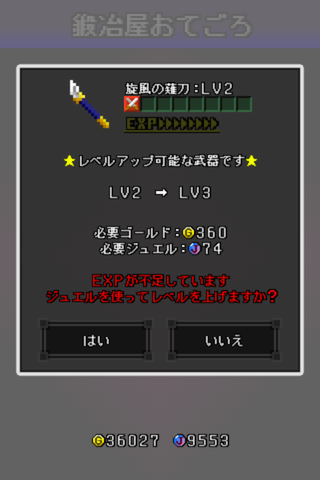 鍛冶屋おてごろ
旋風の薙刀:LV2
EXP
レベルアップ可能な武器です
LV2 → LV3
必要ゴールド:G360
必要ジュエル:J74
EXPが不足しています
ジュエルを使ってレベルを上げますか?
はい
いいえ
G36027 J9553